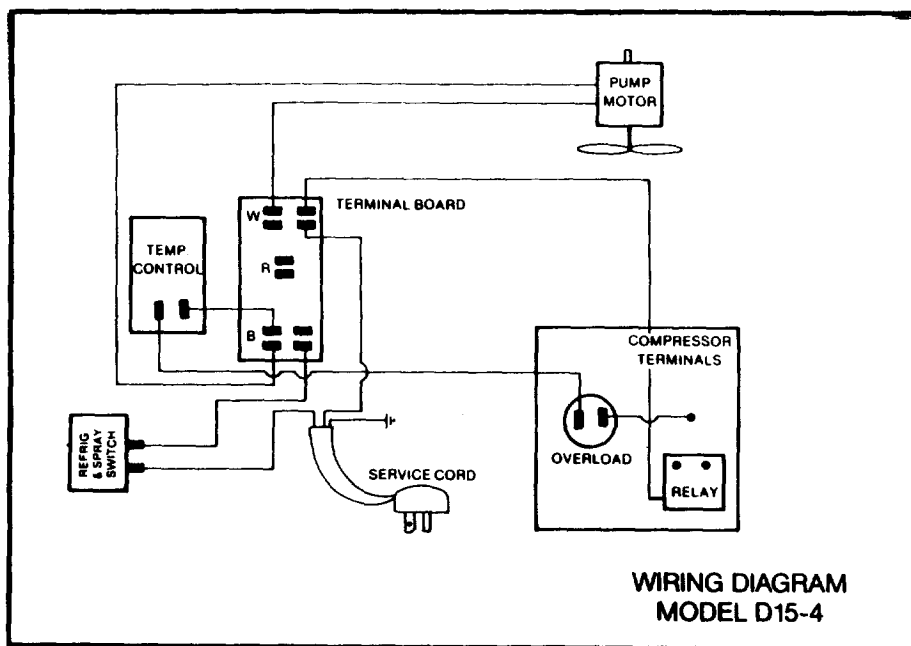 PUMP
MOTOR
W
TERMINAL BOARD
TEMP.
CONTROL
R
B
COMPRESSOR
TERMINALS
REFRIG
& SPRAY
SWITCH
OVERLOAD
SERVICE CORD
RELAY
WIRING DIAGRAM
MODEL D15-4